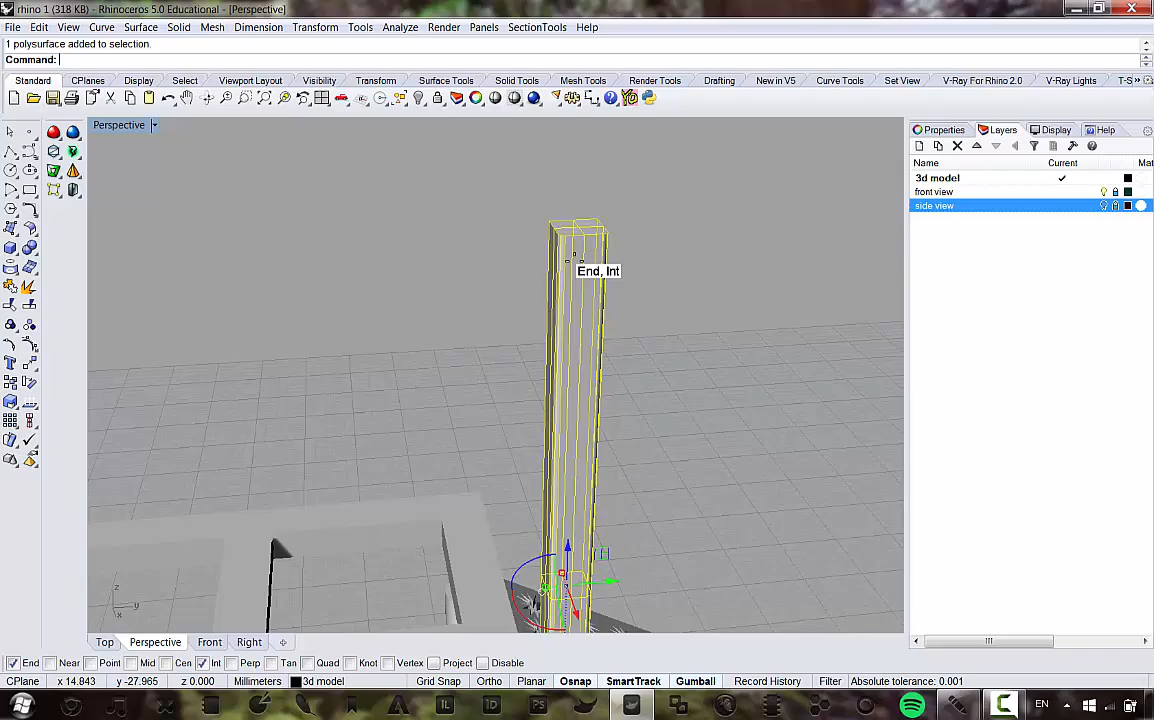 rhino 1 (318 KB) - Rhinoceros 5.0 Educational - [Perspective]
File Edit View Curve Surface Solid Mesh Dimension Transform Tools Analyze Render Panels SectionTools Help
1 polysurface added to selection.
Command:
Standard CPlanes Display Select Viewport Layout Visibility Transform Surface Tools Solid Tools Mesh Tools Render Tools Drafting New in V5 Curve Tools Set View V-Ray For Rhino 2.0 V-Ray Lights T-S
Perspective
Properties Layers Display Help
Name Current Mat
3d model
front view
side view
End, Int
z
y
x
Top Perspective Front Right
End Near Point Mid Cen Int Perp Tan Quad Knot Vertex Project Disable
CPlane x 14.843 y -27.965 z 0.000 Millimeters 3d model Grid Snap Ortho Planar Osnap SmartTrack Gumball Record History Filter Absolute tolerance: 0.001
IL ID PS EN